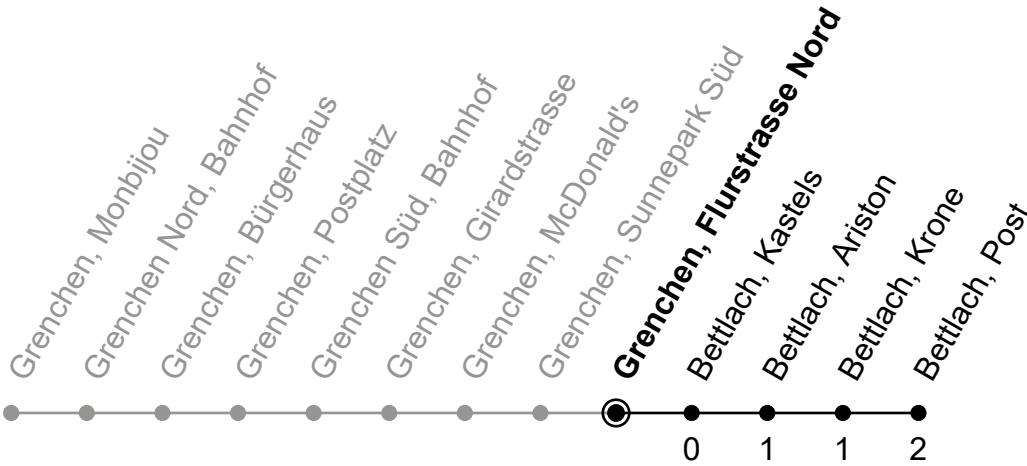 Grenchen, Monbijou
Grenchen Nord, Bahnhof
Grenchen, Bürgerhaus
Grenchen, Postplatz
Grenchen Süd, Bahnhof
Grenchen, Girardstrasse
Grenchen, McDonald's
Grenchen, Sunnepark Süd
Grenchen, Flurstrasse Nord
Bettlach, Kastels
Bettlach, Ariston
Bettlach, Krone
Bettlach, Post
0 1 1 2